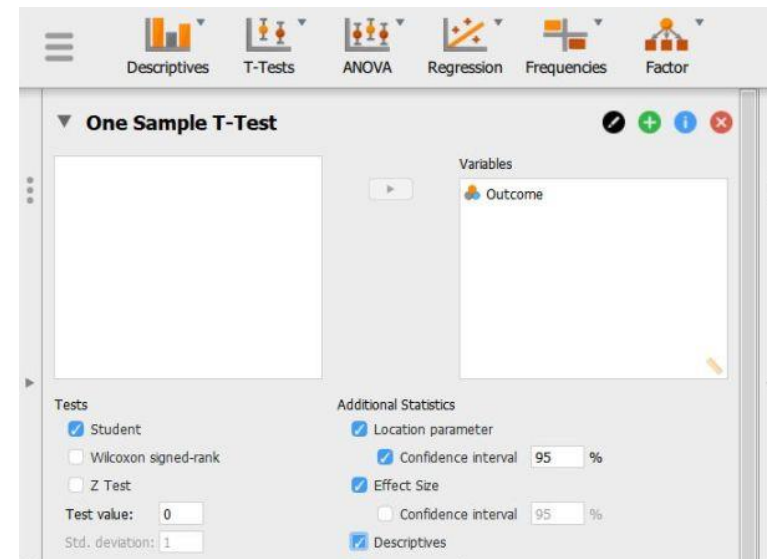 Descriptives T-Tests ANOVA Regression Frequencies Factor
One Sample T-Test
Variables
Outcome
Tests
Student
Wilcoxon signed-rank
Z Test
Test value: 0
Std. deviation: 1
Additional Statistics
Location parameter
Confidence interval 95 %
Effect Size
Confidence interval 95 %
Descriptives